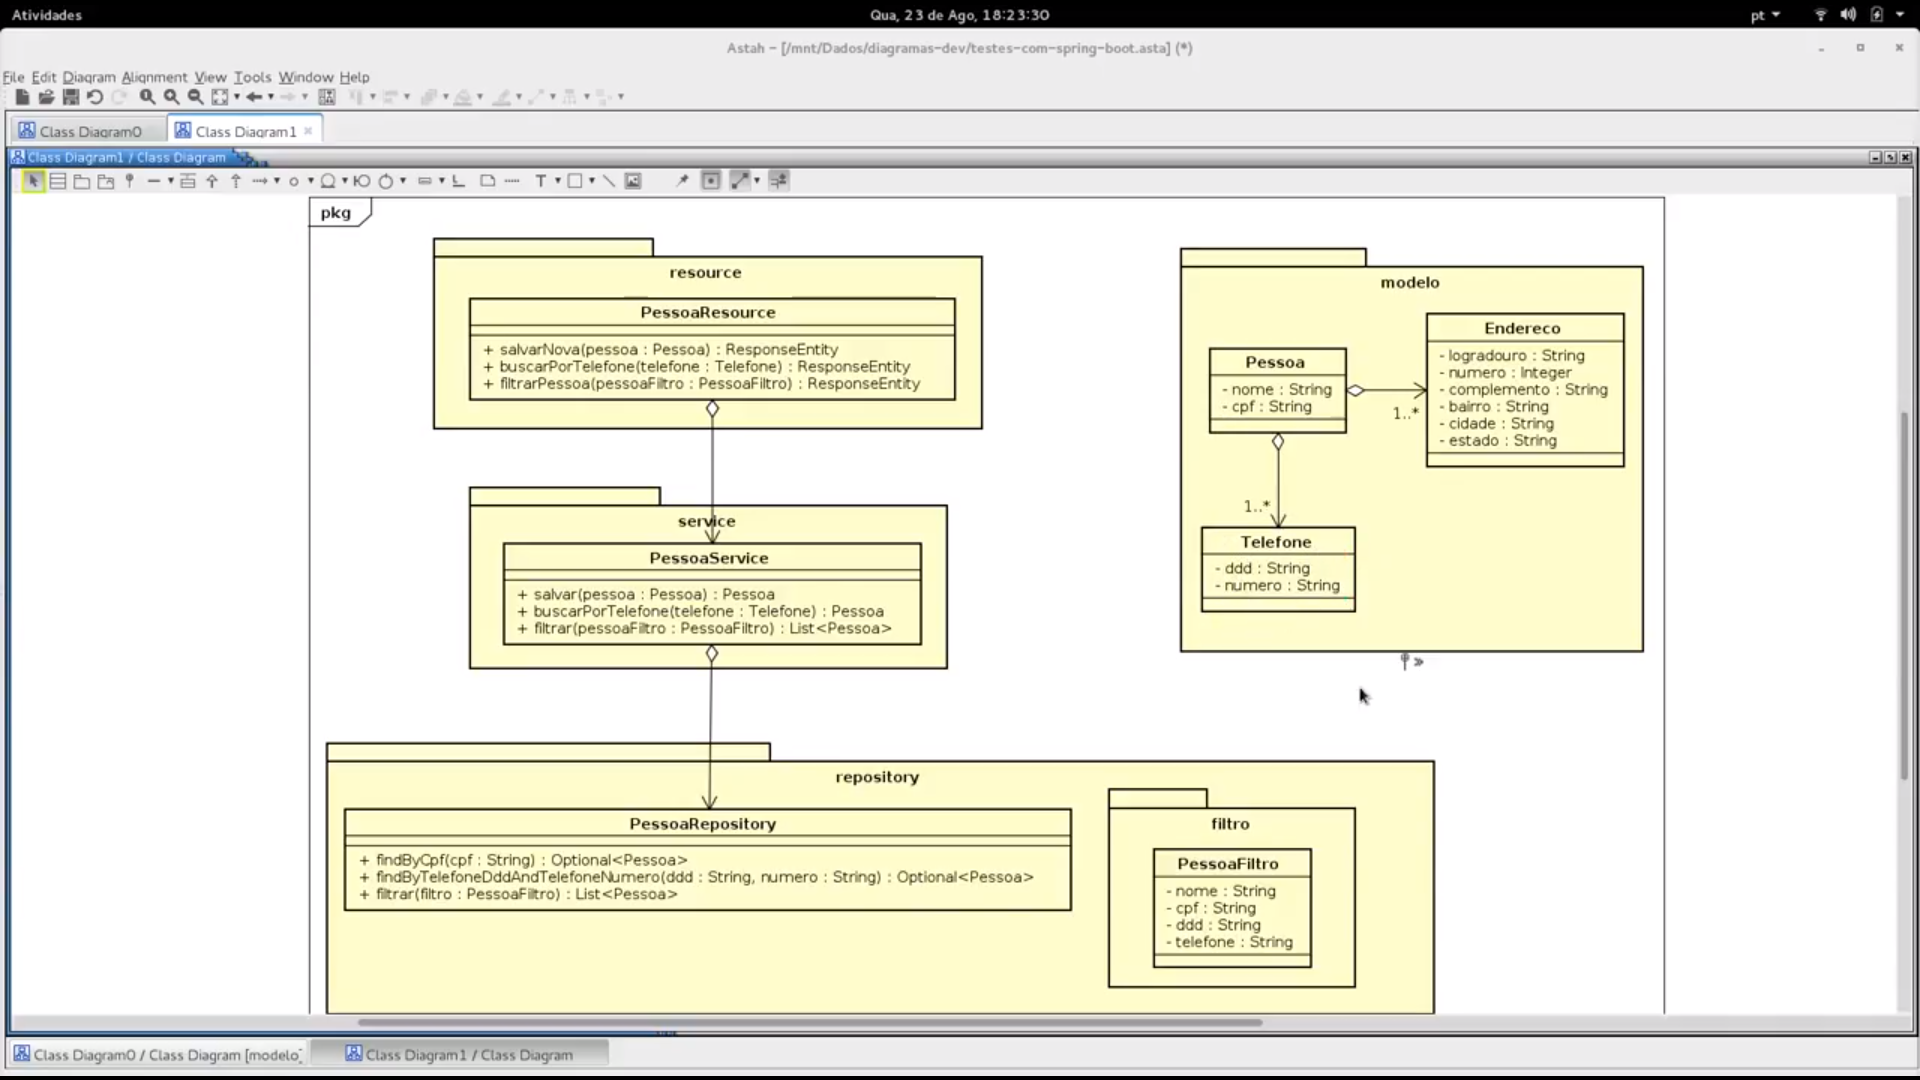 Atividades
Qua, 23 de Ago, 18:23:30
pt
Astah - [/mnt/Dados/diagramas-dev/testes-com-spring-boot.asta] (*)
File Edit Diagram Alignment View Tools Window Help
Class Diagram0
Class Diagram1
Class Diagram1 / Class Diagram
T
pkg
resource
PessoaResource
+ salvarNova(pessoa : Pessoa) : ResponseEntity
+ buscarPorTelefone(telefone : Telefone) : ResponseEntity
+ filtrarPessoa(pessoaFiltro : PessoaFiltro) : ResponseEntity
service
PessoaService
+ salvar(pessoa : Pessoa) : Pessoa
+ buscarPorTelefone(telefone : Telefone) : Pessoa
+ filtrar(pessoaFiltro : PessoaFiltro) : List<Pessoa>
modelo
Pessoa
- nome : String
- cpf : String
1..*
Endereco
- logradouro : String
- numero : Integer
- complemento : String
- bairro : String
- cidade : String
- estado : String
1..*
Telefone
- ddd : String
- numero : String
repository
PessoaRepository
+ findByCpf(cpf : String) : Optional<Pessoa>
+ findByTelefoneDddAndTelefoneNumero(ddd : String, numero : String) : Optional<Pessoa>
+ filtrar(filtro : PessoaFiltro) : List<Pessoa>
filtro
PessoaFiltro
- nome : String
- cpf : String
- ddd : String
- telefone : String
Class Diagram0 / Class Diagram [modelo]
Class Diagram1 / Class Diagram